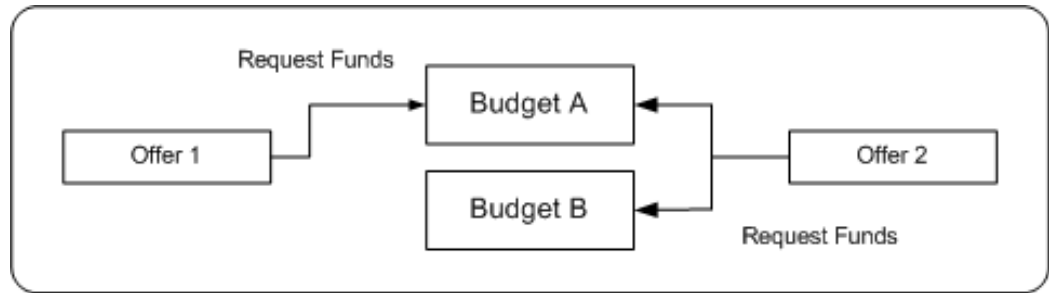 Request Funds
Budget A
Offer 1
Offer 2
Budget B
Request Funds